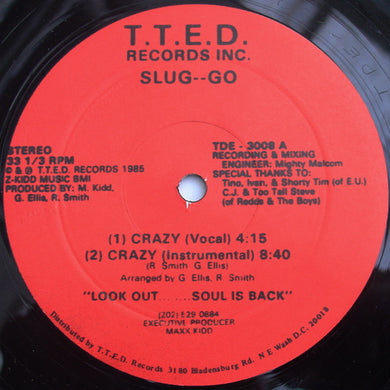 T.T.E.D.
RECORDS INC.
SLUG--GO
STEREO
33 1/3 RPM
© & ℗ T.T.E.D. RECORDS 1985
Z-KIDD MUSIC BMI
PRODUCED BY: M. Kidd,
G. Ellis, R. Smith
TDE - 3008 A
RECORDING & MIXING
ENGINEER: Mighty Malcom
SPECIAL THANKS TO:
Tino, Ivan, & Shorty Tim (of E.U.)
C.J. & Too Tall Steve
(of Redds & The Boys)
(1) CRAZY (Vocal) 4:15
(2) CRAZY (Instrumental) 8:40
(R. Smith G. Ellis)
Arranged by G. Ellis, R. Smith
"LOOK OUT.......SOUL IS BACK"
(202) 529 0884
EXECUTIVE PRODUCER
MAXX KIDD
Distributed by T.T.E.D. Records 3180 Bladensburg Rd. N E Wash D.C. 20018